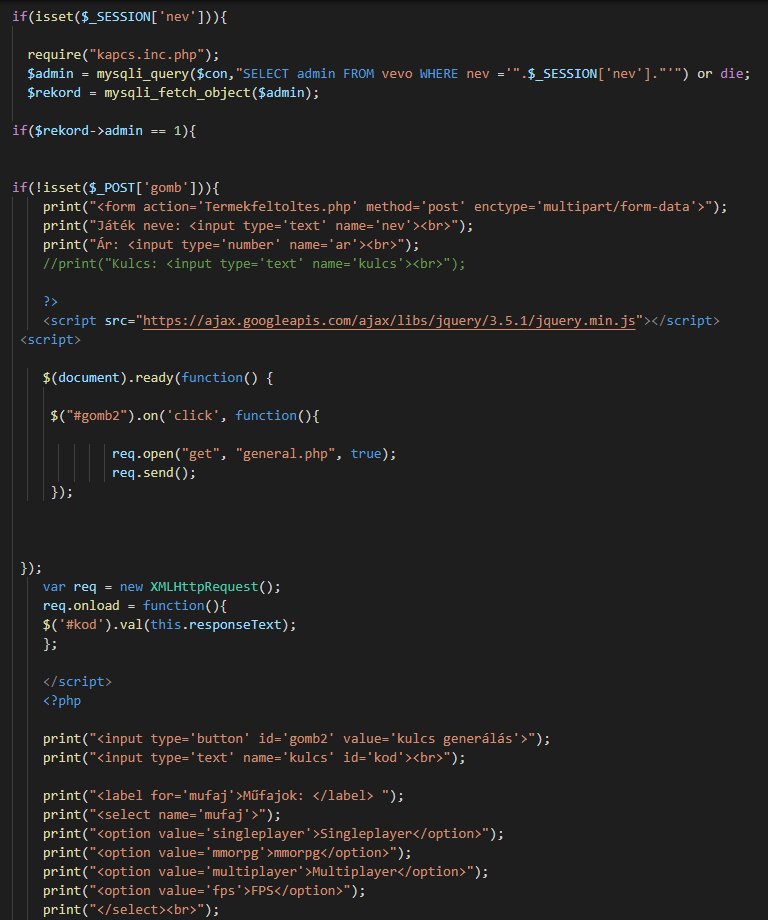 if(isset($_SESSION['nev'])){
require("kapcs.inc.php");
$admin = mysqli_query($con,"SELECT admin FROM vevo WHERE nev ='".$_SESSION['nev']."'") or die;
$rekord = mysqli_fetch_object($admin);
if($rekord->admin == 1){
if(!isset($_POST['gomb'])){
print("<form action='Termekfeltoltes.php' method='post' enctype='multipart/form-data'>");
print("Játék neve: <input type='text' name='nev'><br>");
print("Ár: <input type='number' name='ar'><br>");
//print("Kulcs: <input type='text' name='kulcs'><br>");
?>
<script src="https://ajax.googleapis.com/ajax/libs/jquery/3.5.1/jquery.min.js"></script>
<script>
$(document).ready(function() {
$("#gomb2").on('click', function(){
req.open("get", "general.php", true);
req.send();
});
});
var req = new XMLHttpRequest();
req.onload = function(){
$('#kod').val(this.responseText);
};
</script>
<?php
print("<input type='button' id='gomb2' value='kulcs generálás'>");
print("<input type='text' name='kulcs' id='kod'><br>");
print("<label for='mufaj'>Műfajok: </label> ");
print("<select name='mufaj'>");
print("<option value='singleplayer'>Singleplayer</option>");
print("<option value='mmorpg'>mmorpg</option>");
print("<option value='multiplayer'>Multiplayer</option>");
print("<option value='fps'>FPS</option>");
print("</select><br>");